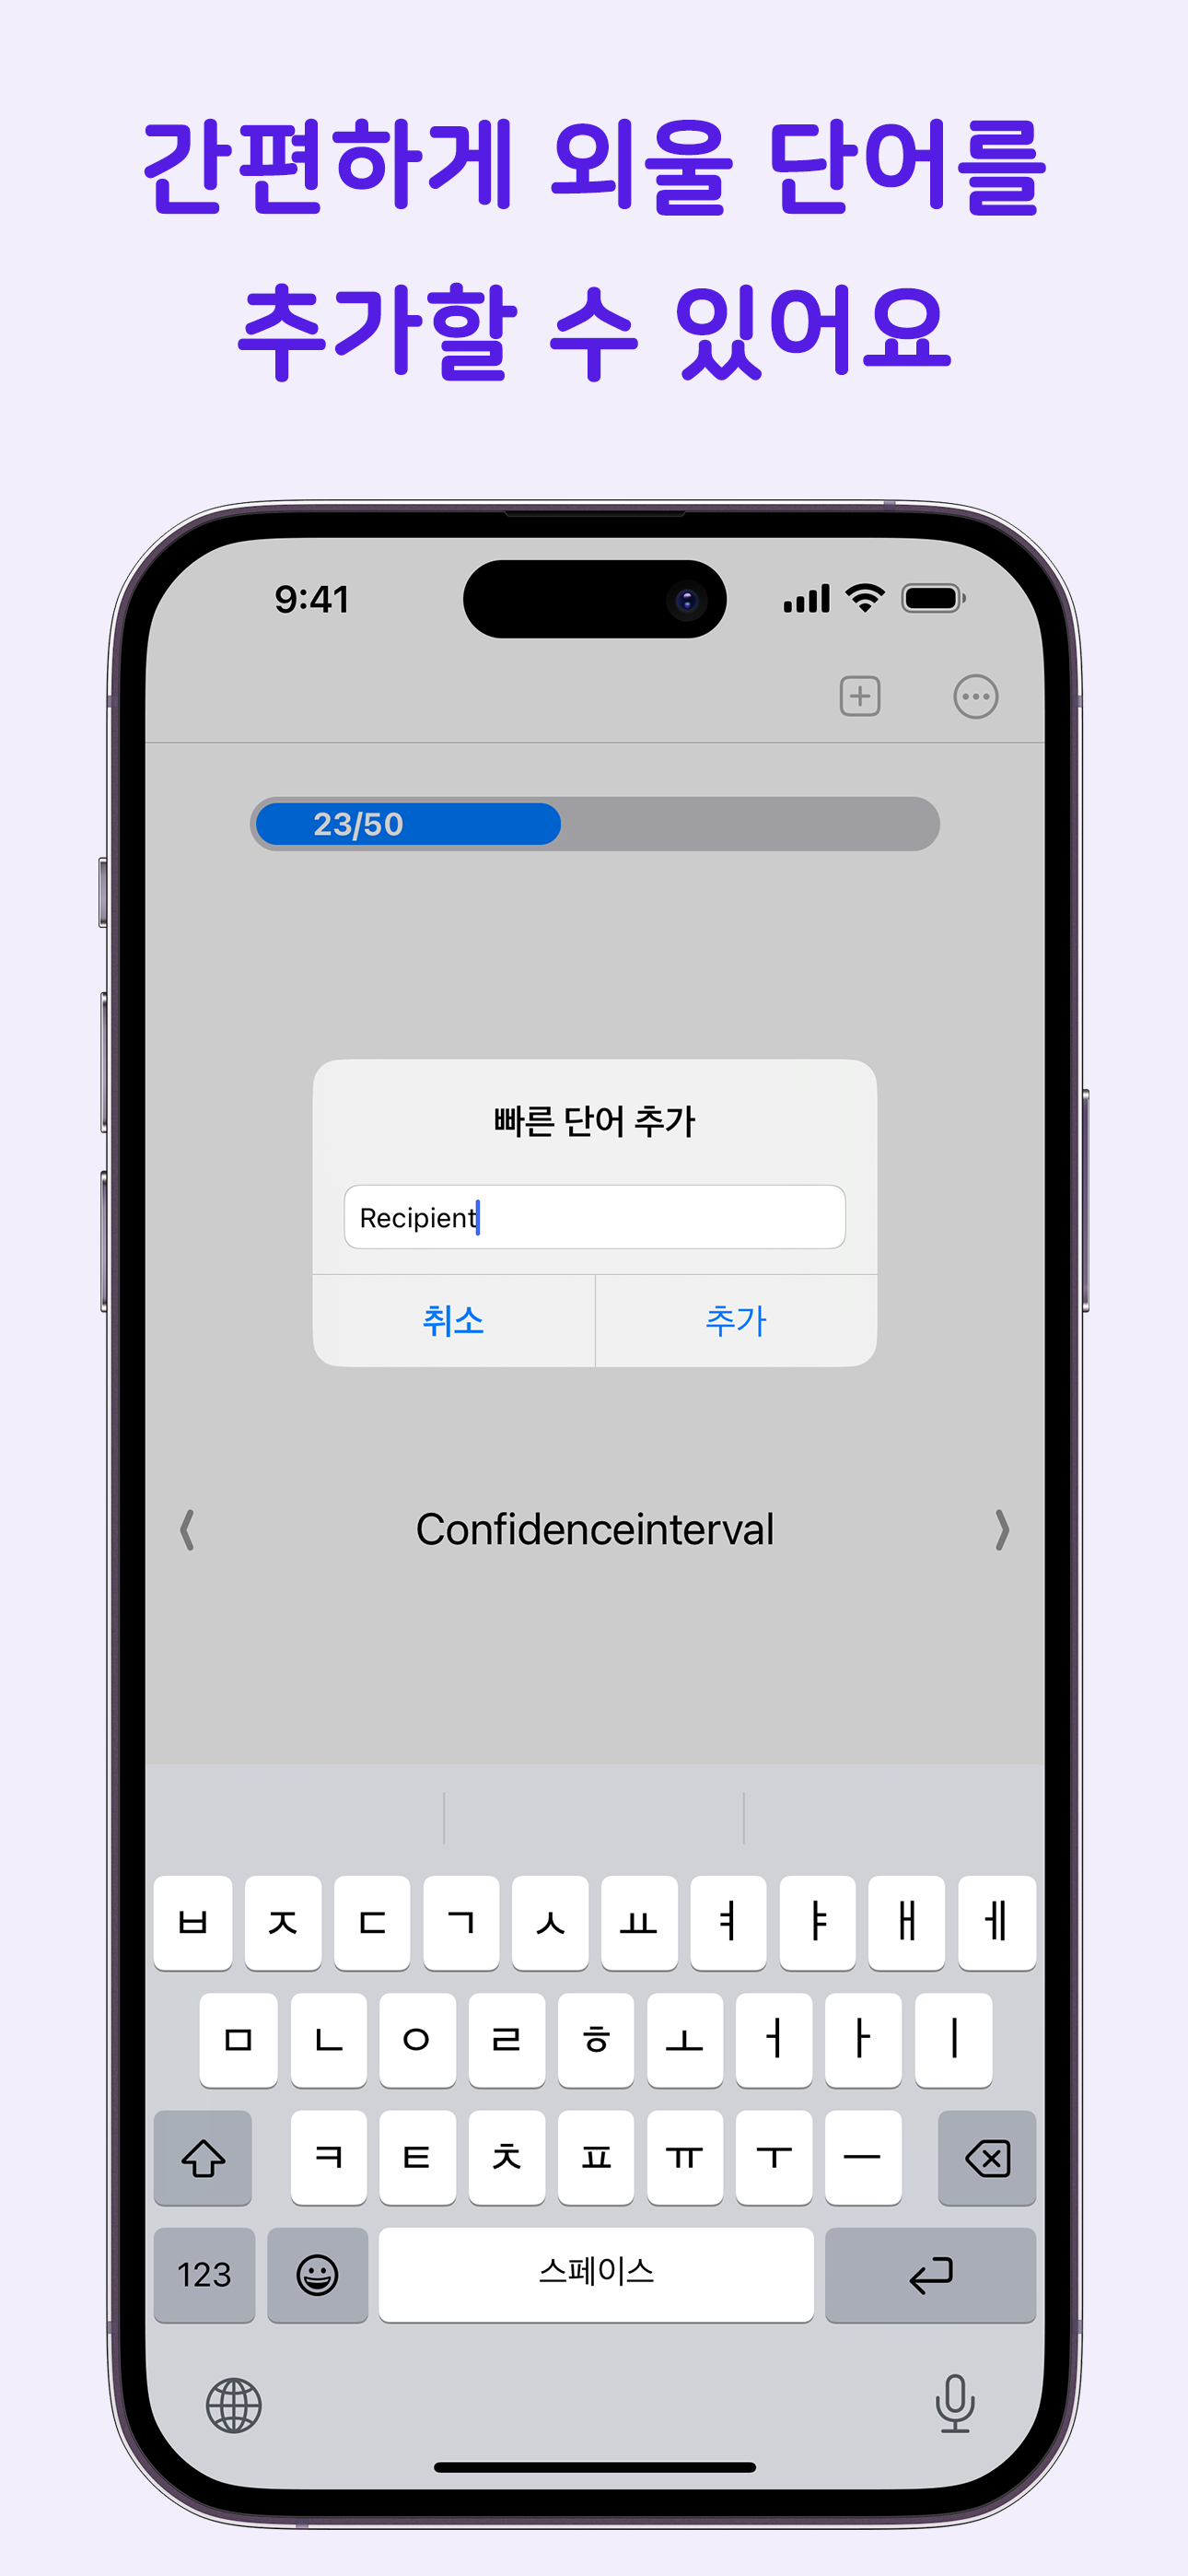 간편하게 외울 단어를
추가할 수 있어요
9:41
23/50
빠른 단어 추가
Recipient
취소 추가
Confidenceinterval
ㅂ ㅈ ㄷ ㄱ ㅅ ㅛ ㅕ ㅑ ㅐ ㅔ
ㅁ ㄴ ㅇ ㄹ ㅎ ㅗ ㅓ ㅏ ㅣ
ㅋ ㅌ ㅊ ㅍ ㅠ ㅜ ㅡ
123 스페이스